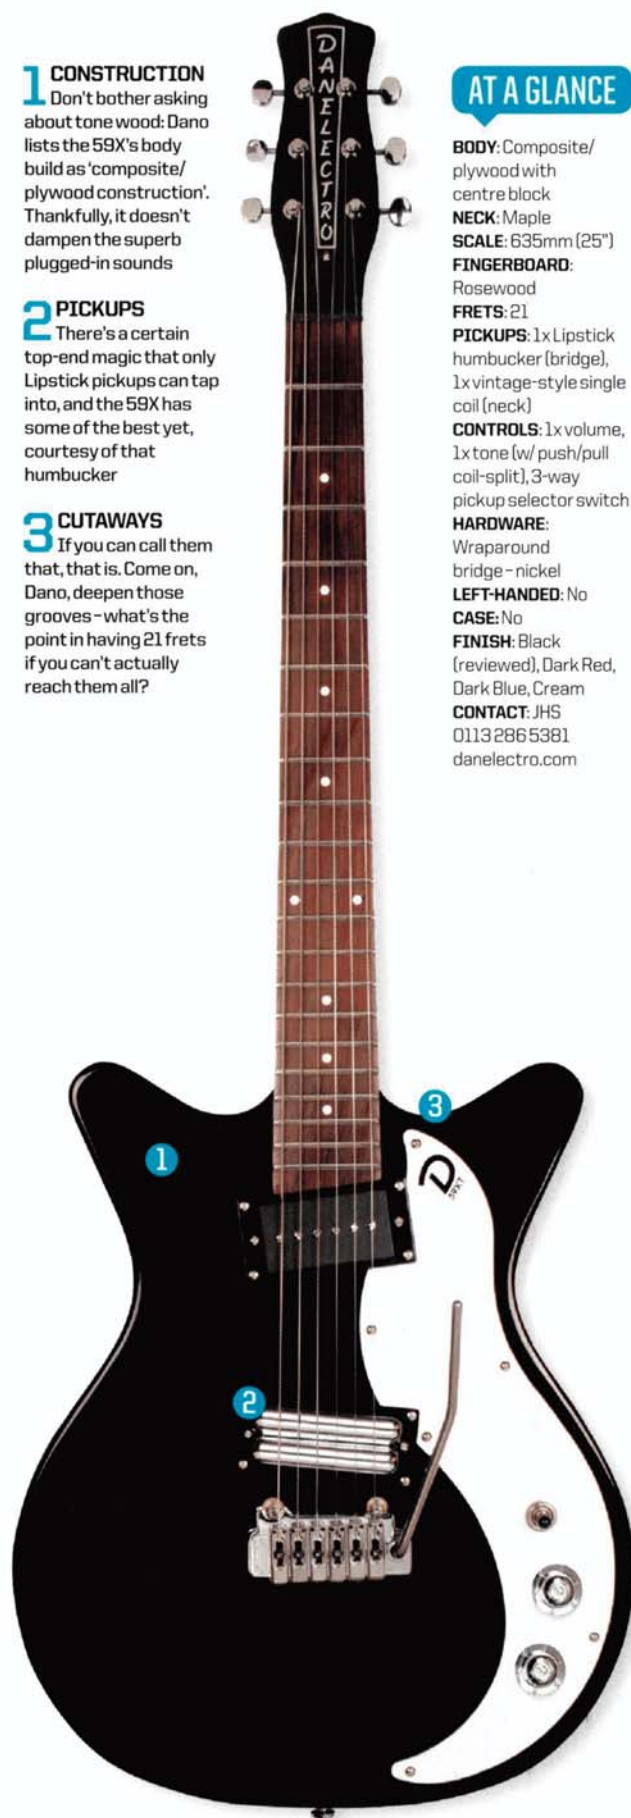 1 CONSTRUCTION
Don't bother asking
about tone wood: Dano
lists the 59X's body
build as 'composite/
plywood construction'.
Thankfully, it doesn't
dampen the superb
plugged-in sounds
2 PICKUPS
There's a certain
top-end magic that only
Lipstick pickups can tap
into, and the 59X has
some of the best yet,
courtesy of that
humbucker
3 CUTAWAYS
If you can call them
that, that is. Come on,
Dano, deepen those
grooves – what's the
point in having 21 frets
if you can't actually
reach them all?
DANELECTRO
AT A GLANCE
BODY: Composite/
plywood with
centre block
NECK: Maple
SCALE: 635mm (25")
FINGERBOARD:
Rosewood
FRETS: 21
PICKUPS: 1x Lipstick
humbucker (bridge),
1x vintage-style single
coil (neck)
CONTROLS: 1x volume,
1x tone (w/ push/pull
coil-split), 3-way
pickup selector switch
HARDWARE:
Wraparound
bridge – nickel
LEFT-HANDED: No
CASE: No
FINISH: Black
(reviewed), Dark Red,
Dark Blue, Cream
CONTACT: JHS
0113 286 5381
danelectro.com
3
1
D
59XT
2